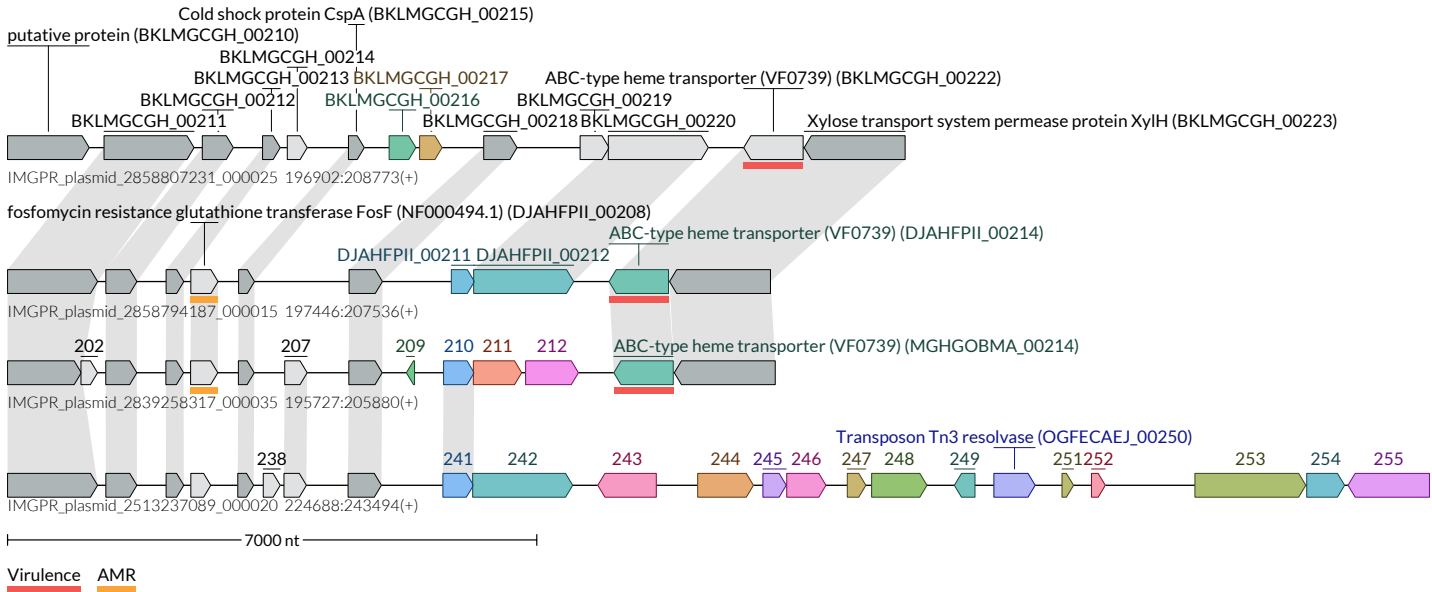 Cold shock protein CspA (BKLMGCGH_00215)
putative protein (BKLMGCGH_00210)
BKLMGCGH_00214
BKLMGCGH_00213 BKLMGCGH_00217 ABC-type heme transporter (VF0739) (BKLMGCGH_00222)
BKLMGCGH_00212 BKLMGCGH_00216 BKLMGCGH_00219
BKLMGCGH_00211 BKLMGCGH_00218 BKLMGCGH_00220 Xylose transport system permease protein XylH (BKLMGCGH_00223)
IMGPR_plasmid_2858807231_000025 196902:208773(+)
fosfomycin resistance glutathione transferase FosF (NF000494.1) (DJAHFPII_00208)
ABC-type heme transporter (VF0739) (DJAHFPII_00214)
DJAHFPII_00211 DJAHFPII_00212
IMGPR_plasmid_2858794187_000015 197446:207536(+)
202 207 209 210 211 212 ABC-type heme transporter (VF0739) (MGHGOBMA_00214)
IMGPR_plasmid_2839258317_000035 195727:205880(+)
Transposon Tn3 resolvase (OGFECAEJ_00250)
238 241 242 243 244 245 246 247 248 249 251 252 253 254 255
IMGPR_plasmid_2513237089_000020 224688:243494(+)
7000 nt
Virulence AMR